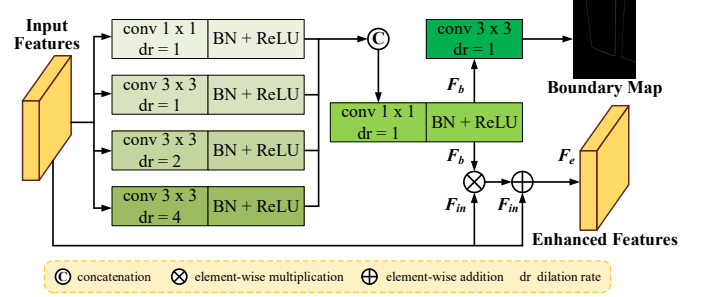 Input
Features
conv 1 x 1
dr = 1
BN + ReLU
conv 3 x 3
dr = 1
BN + ReLU
conv 3 x 3
dr = 2
BN + ReLU
conv 3 x 3
dr = 4
BN + ReLU
C
conv 1 x 1
dr = 1
BN + ReLU
conv 3 x 3
dr = 1
Boundary Map
F_b
F_b
F_in
F_in
F_e
Enhanced Features
C concatenation
element-wise multiplication
element-wise addition
dr dilation rate